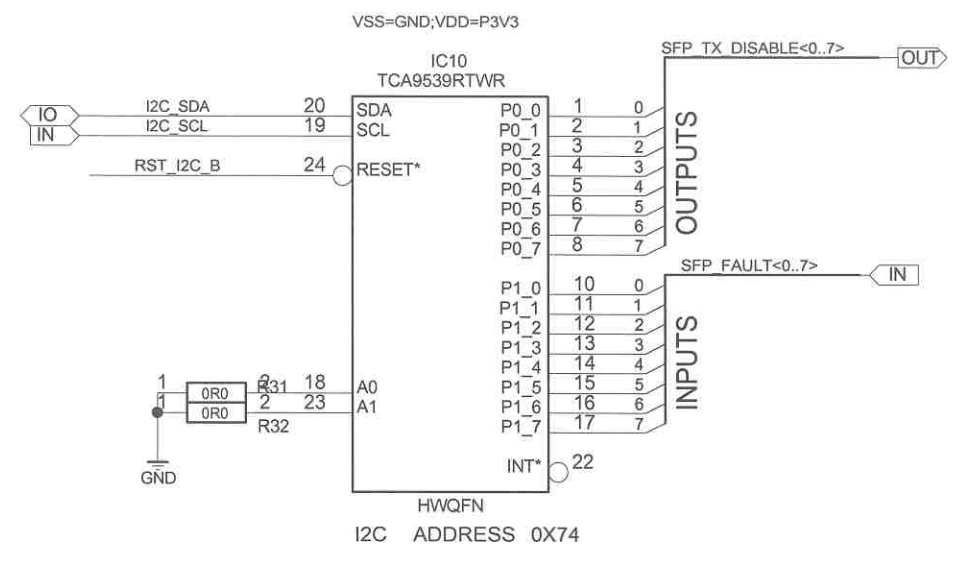 VSS=GND;VDD=P3V3
IC10
TCA9539RTWR
SFP_TX_DISABLE<0..7>
OUT
IO I2C_SDA 20 SDA P0_0 1 0
IN I2C_SCL 19 SCL P0_1 2 1
P0_2 3 2
RST_I2C_B 24 RESET* P0_3 4 3
P0_4 5 4
P0_5 6 5
P0_6 7 6
P0_7 8 7
OUTPUTS
SFP_FAULT<0..7>
IN
P1_0 10 0
P1_1 11 1
P1_2 12 2
P1_3 13 3
P1_4 14 4
P1_5 15 5
P1_6 16 6
P1_7 17 7
INPUTS
1 0R0 2 R31 18 A0
1 0R0 2 R32 23 A1
GND
INT* 22
HWQFN
I2C ADDRESS 0X74